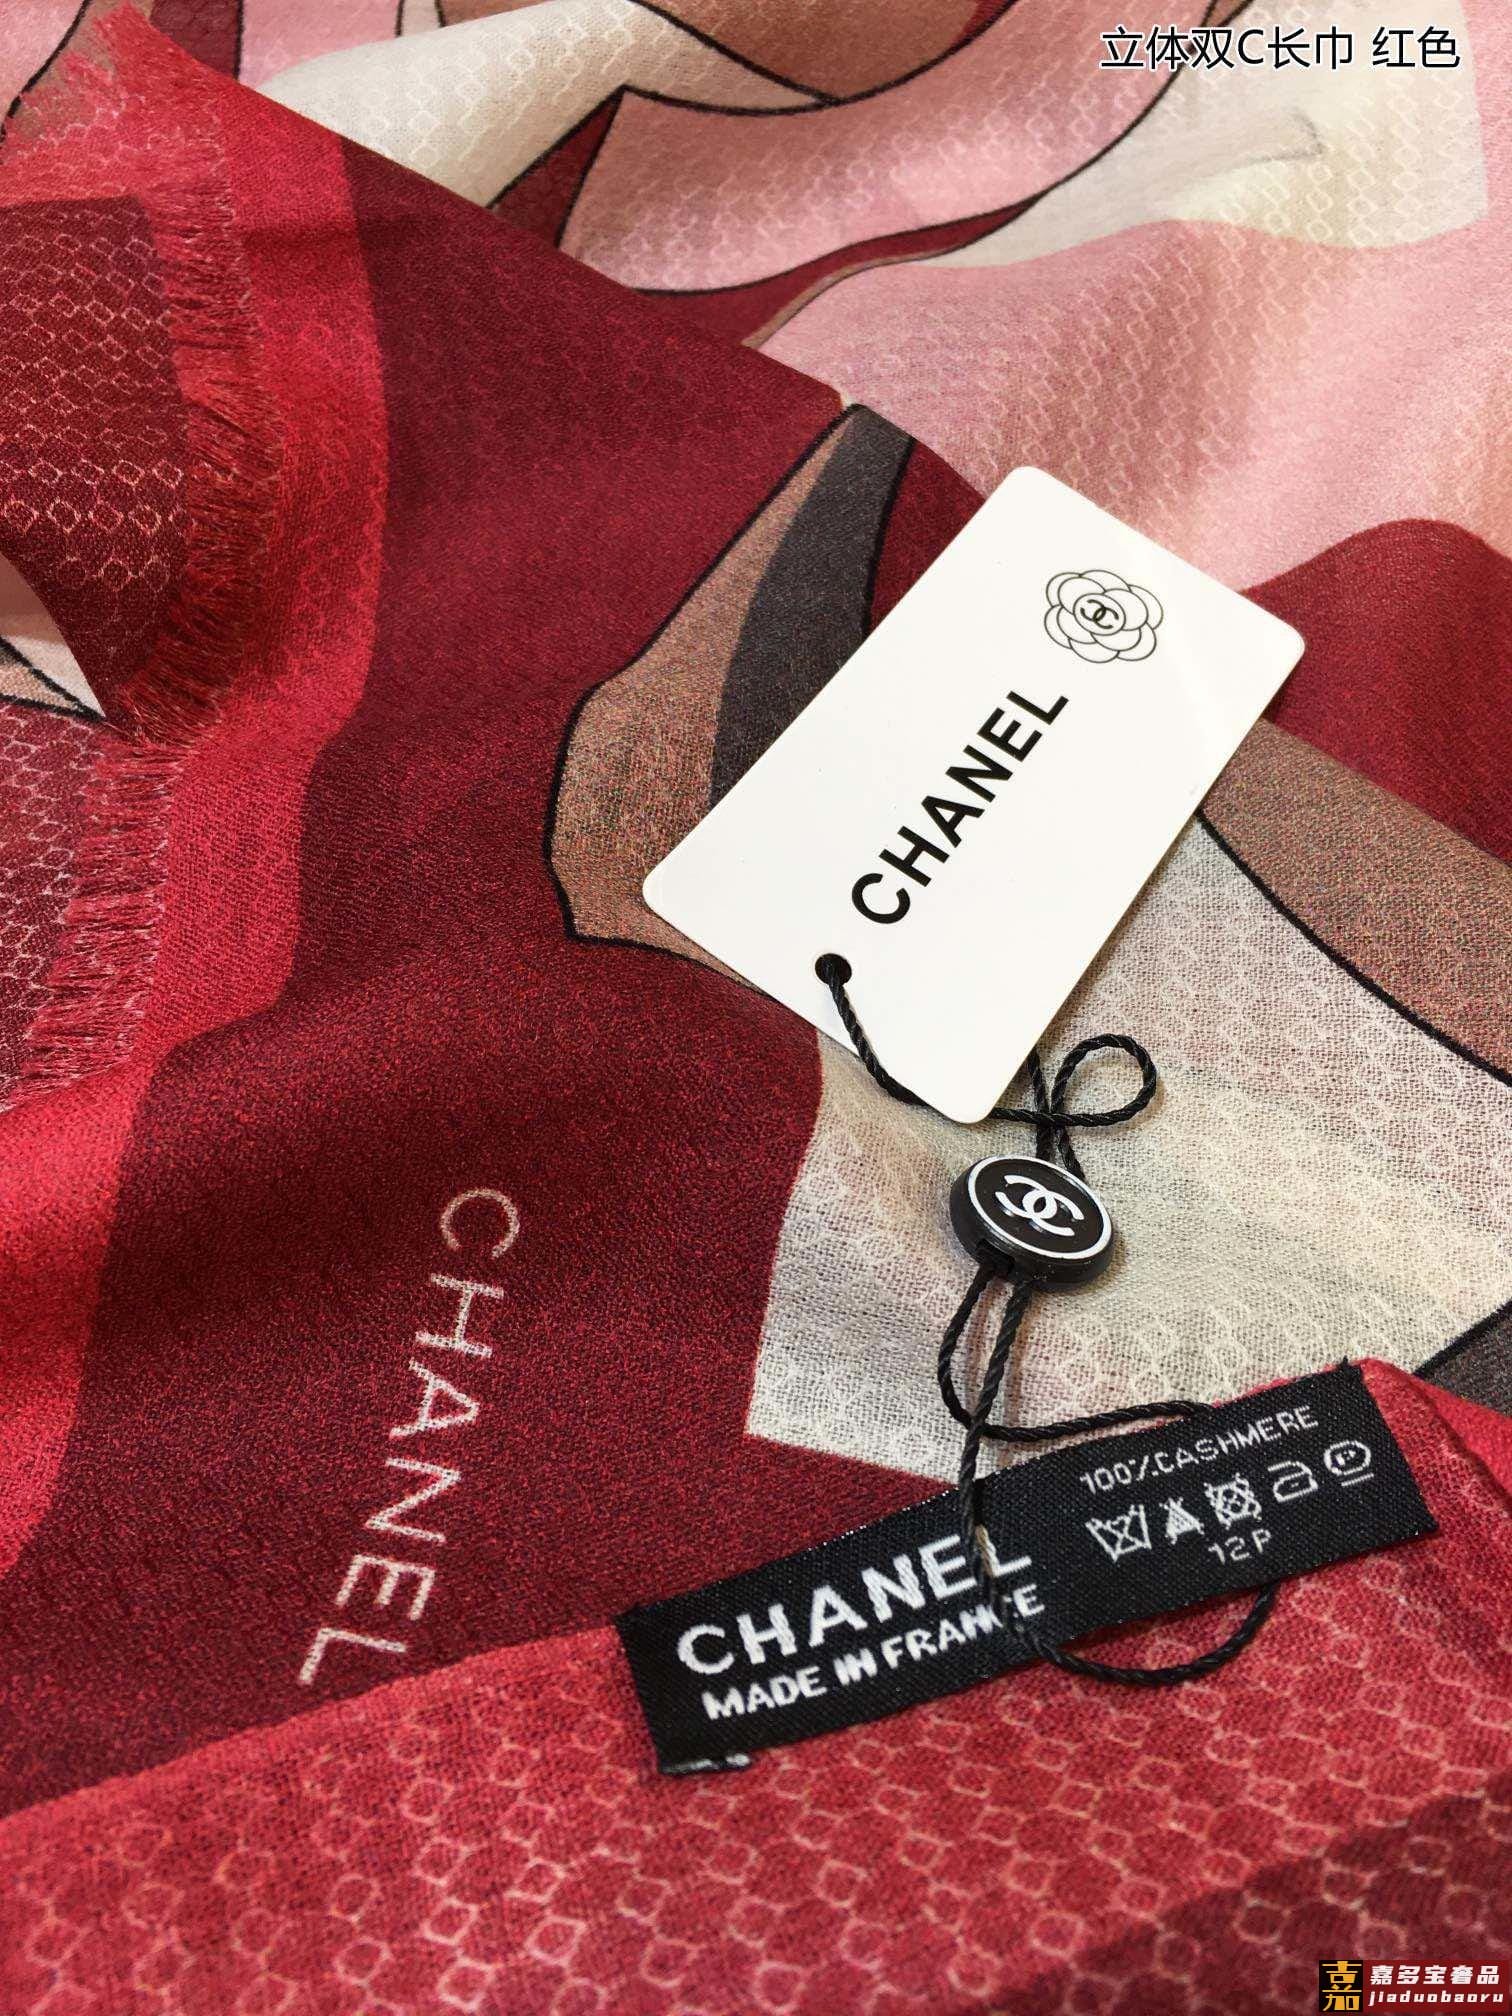 立体双C长巾 红色
CHANEL
CHANEL
100%CASHMERE
12P
CHANEL
MADE IN FRANCE
嘉多宝奢品
jiaduobaoru